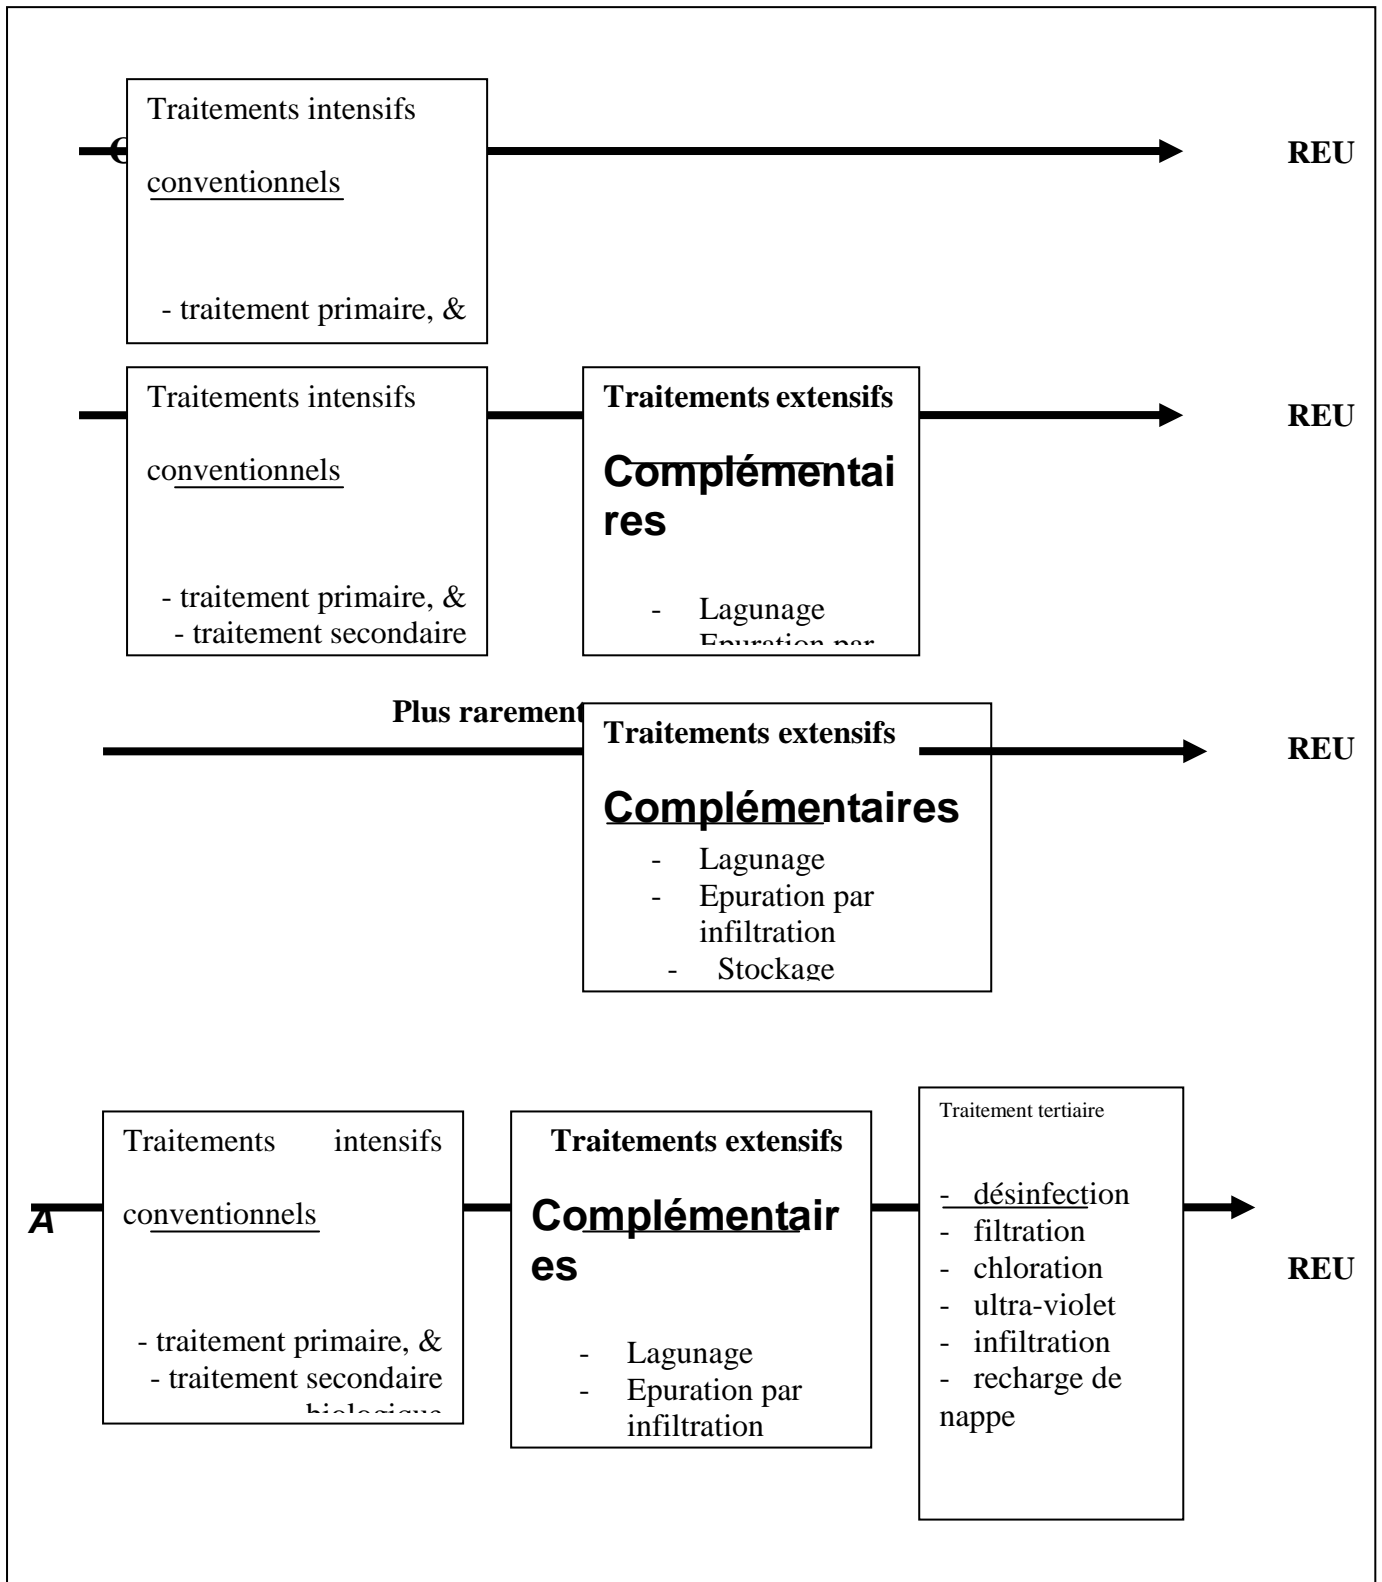 Traitements intensifs
REU
conventionnels
- traitement primaire, &
Traitements intensifs
conventionnels
- traitement primaire, &
- traitement secondaire
Traitements extensifs
Complémentai
res
- Lagunage
Epuration par
REU
Plus rarement
Traitements extensifs
Complémentaires
- Lagunage
- Epuration par
infiltration
- Stockage
REU
A
Traitements intensifs
conventionnels
- traitement primaire, &
- traitement secondaire
biologique
Traitements extensifs
Complémentair
es
- Lagunage
- Epuration par
infiltration
Traitement tertiaire
- désinfection
- filtration
- chloration
- ultra-violet
- infiltration
- recharge de
nappe
REU